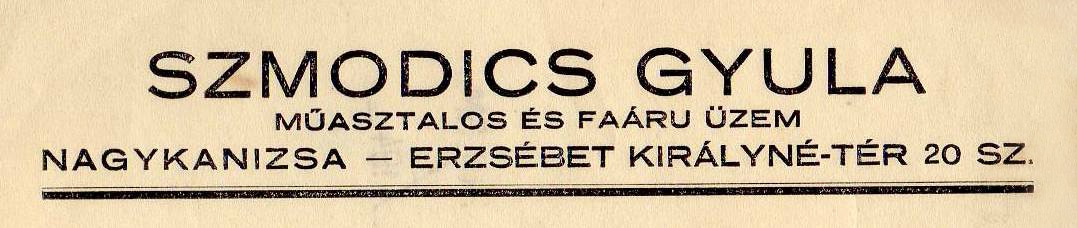 SZMODICS GYULA
MŰASZTALOS ÉS FAÁRU ÜZEM
NAGYKANIZSA — ERZSÉBET KIRÁLYNÉ-TÉR 20 SZ.